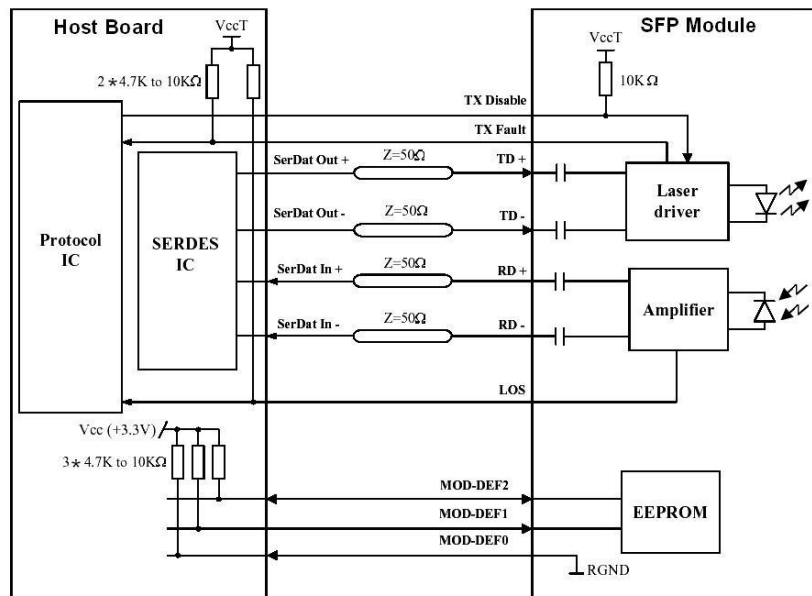 Host Board
SFP Module
VccT
VccT
2*4.7K to 10KΩ
10KΩ
TX Disable
TX Fault
SerDat Out +
Z=50Ω
TD +
SerDat Out -
Z=50Ω
TD -
SerDat In +
Z=50Ω
RD +
SerDat In -
Z=50Ω
RD -
Protocol
IC
SERDES
IC
Laser
driver
Amplifier
LOS
Vcc (+3.3V)
3*4.7K to 10KΩ
MOD-DEF2
MOD-DEF1
MOD-DEF0
EEPROM
RGND